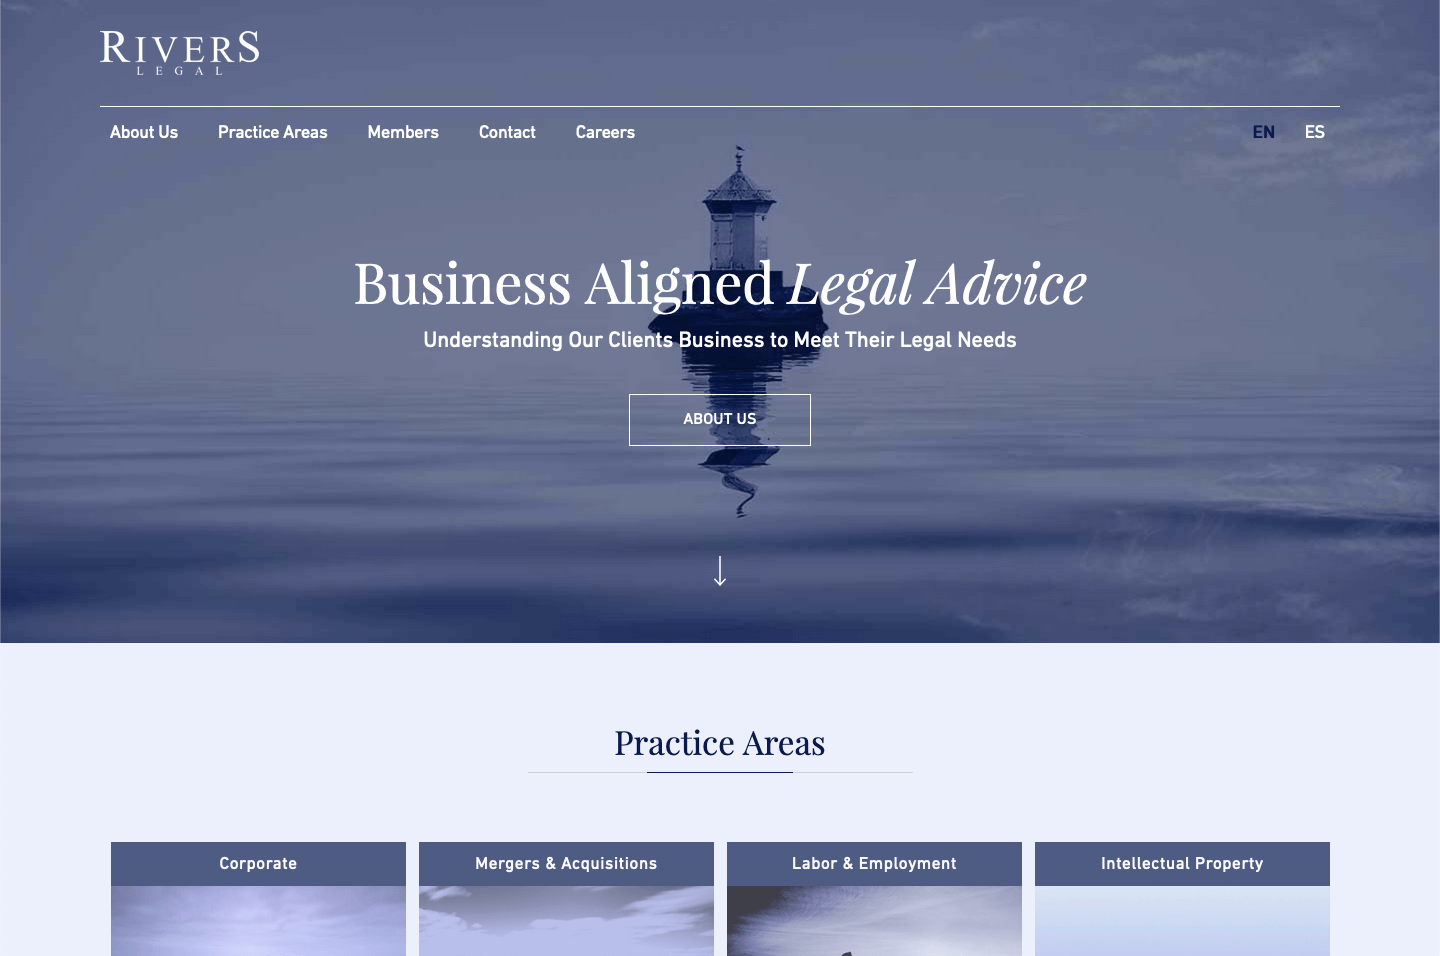 RIVERS
LEGAL
About Us Practice Areas Members Contact Careers EN ES
Business Aligned Legal Advice
Understanding Our Clients Business to Meet Their Legal Needs
ABOUT US
Practice Areas
Corporate Mergers & Acquisitions Labor & Employment Intellectual Property